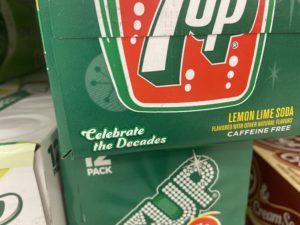 7up
LEMON LIME SODA
FLAVORED WITH OTHER NATURAL FLAVORS
CAFFEINE FREE
Celebrate
the Decades
12
PACK
7UP
&
Cream So